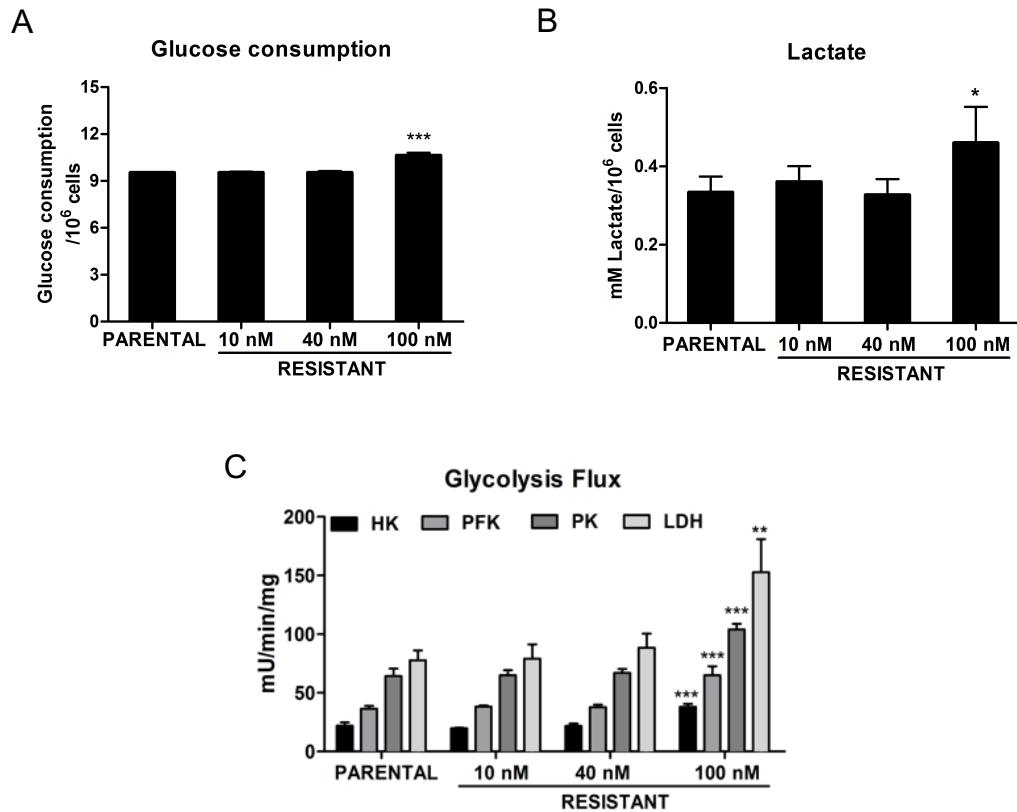 A
Glucose consumption
Glucose consumption
/10⁶ cells
15
12
9
6
3
0
***
PARENTAL 10 nM 40 nM 100 nM
RESISTANT
B
Lactate
mM Lactate/10⁶ cells
0.6
0.4
0.2
0.0
*
PARENTAL 10 nM 40 nM 100 nM
RESISTANT
C
Glycolysis Flux
mU/min/mg
200
150
100
50
0
HK PFK PK LDH
**
***
***
***
PARENTAL 10 nM 40 nM 100 nM
RESISTANT